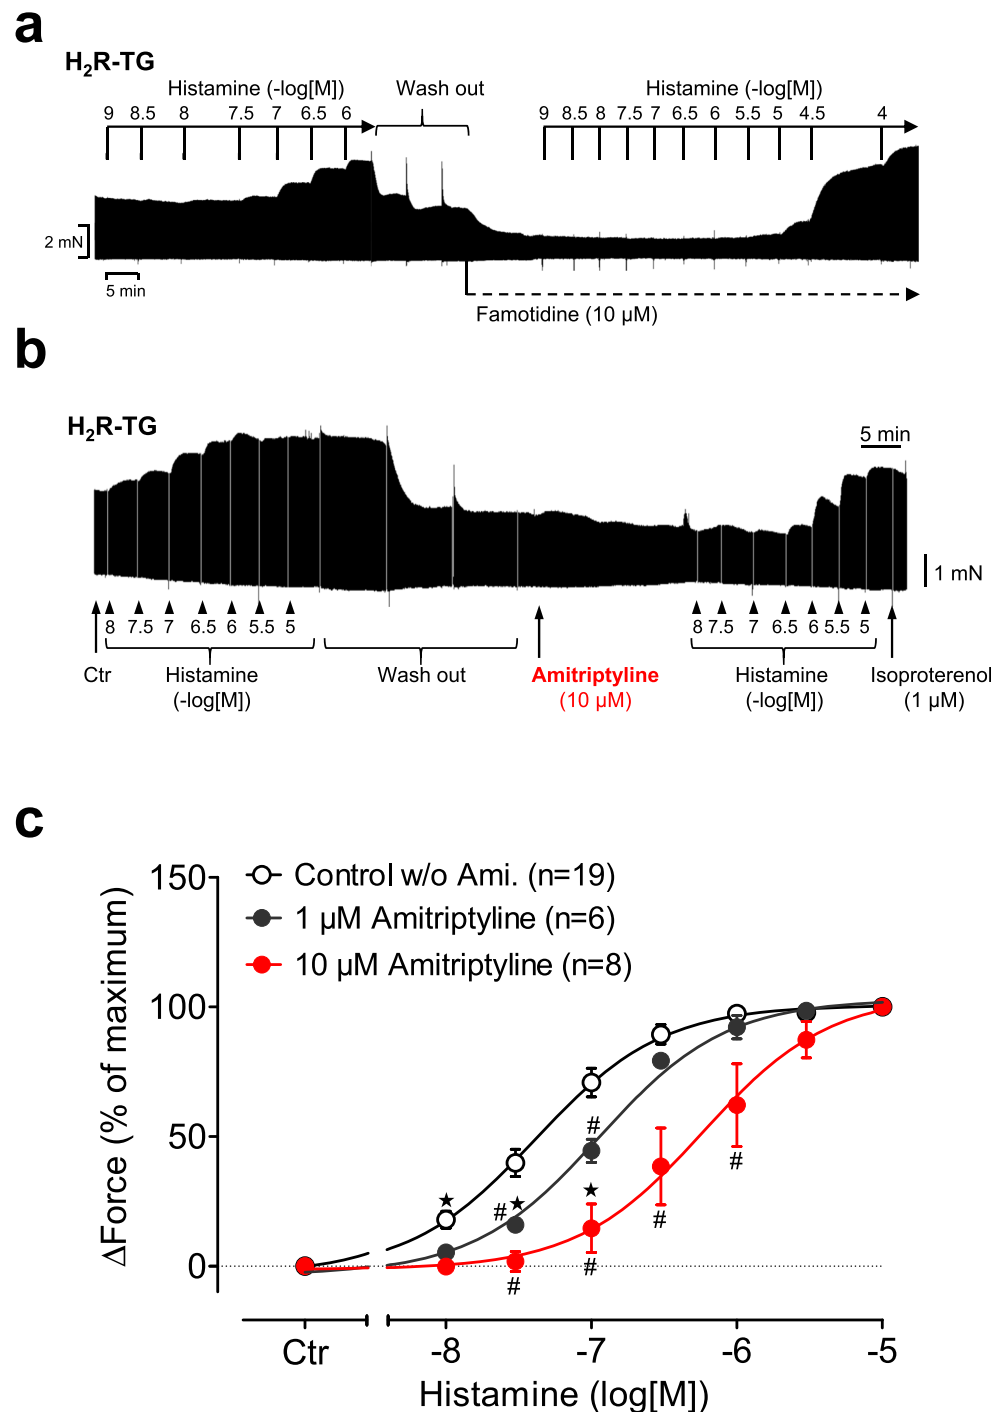 a
H₂R-TG
Histamine (-log[M])
Wash out
Histamine (-log[M])
9 8.5 8 7.5 7 6.5 6
9 8.5 8 7.5 7 6.5 6 5.5 5 4.5 4
2 mN
5 min
Famotidine (10 µM)
b
H₂R-TG
5 min
1 mN
8 7.5 7 6.5 6 5.5 5
8 7.5 7 6.5 6 5.5 5
Ctr
Histamine
(-log[M])
Wash out
Amitriptyline
(10 µM)
Histamine
(-log[M])
Isoproterenol
(1 µM)
c
Control w/o Ami. (n=19)
1 µM Amitriptyline (n=6)
10 µM Amitriptyline (n=8)
ΔForce (% of maximum)
150
100
50
0
★ # ★ # ★
# # # #
Ctr -8 -7 -6 -5
Histamine (log[M])